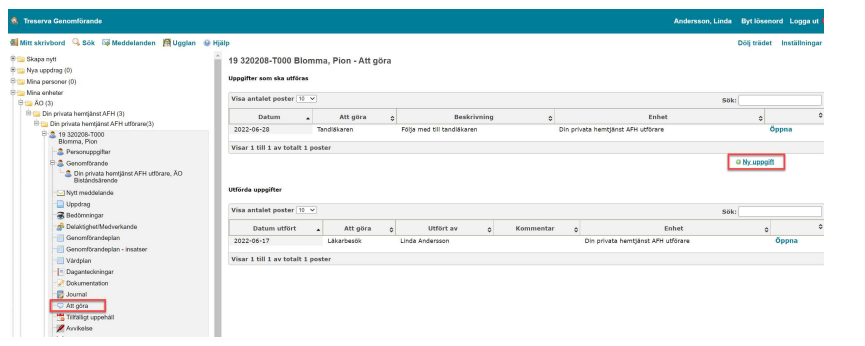 Treserva Genomförande
Andersson, Linda Byt lösenord Logga ut
Mitt skrivbord Sök Meddelanden Ugglan Hjälp
Dölj trädet Inställningar
Skapa nytt
Nya uppdrag (0)
Mina personer (0)
Mina enheter
ÄO (3)
Din privata hemtjänst AFH (3)
Din privata hemtjänst AFH utförare(3)
19 320208-T000
Blomma, Pion
Personuppgifter
Genomförande
Din privata hemtjänst AFH utförare, ÄO
Biståndsärende
Nytt meddelande
Uppdrag
Bedömningar
Delaktighet/Medverkande
Genomförandeplan
Genomförandeplan - insatser
Vårdplan
Daganteckningar
Dokumentation
Journal
Att göra
Tillfälligt uppehåll
Avvikelse
19 320208-T000 Blomma, Pion - Att göra
Uppgifter som ska utföras
Visa antalet poster 10
Sök:
Datum Att göra Beskrivning Enhet
2022-06-28 Tandläkaren Följa med till tandläkaren Din privata hemtjänst AFH utförare Öppna
Visar 1 till 1 av totalt 1 poster
Ny uppgift
Utförda uppgifter
Visa antalet poster 10
Sök:
Datum utfört Att göra Utfört av Kommentar Enhet
2022-06-17 Läkarbesök Linda Andersson Din privata hemtjänst AFH utförare Öppna
Visar 1 till 1 av totalt 1 poster